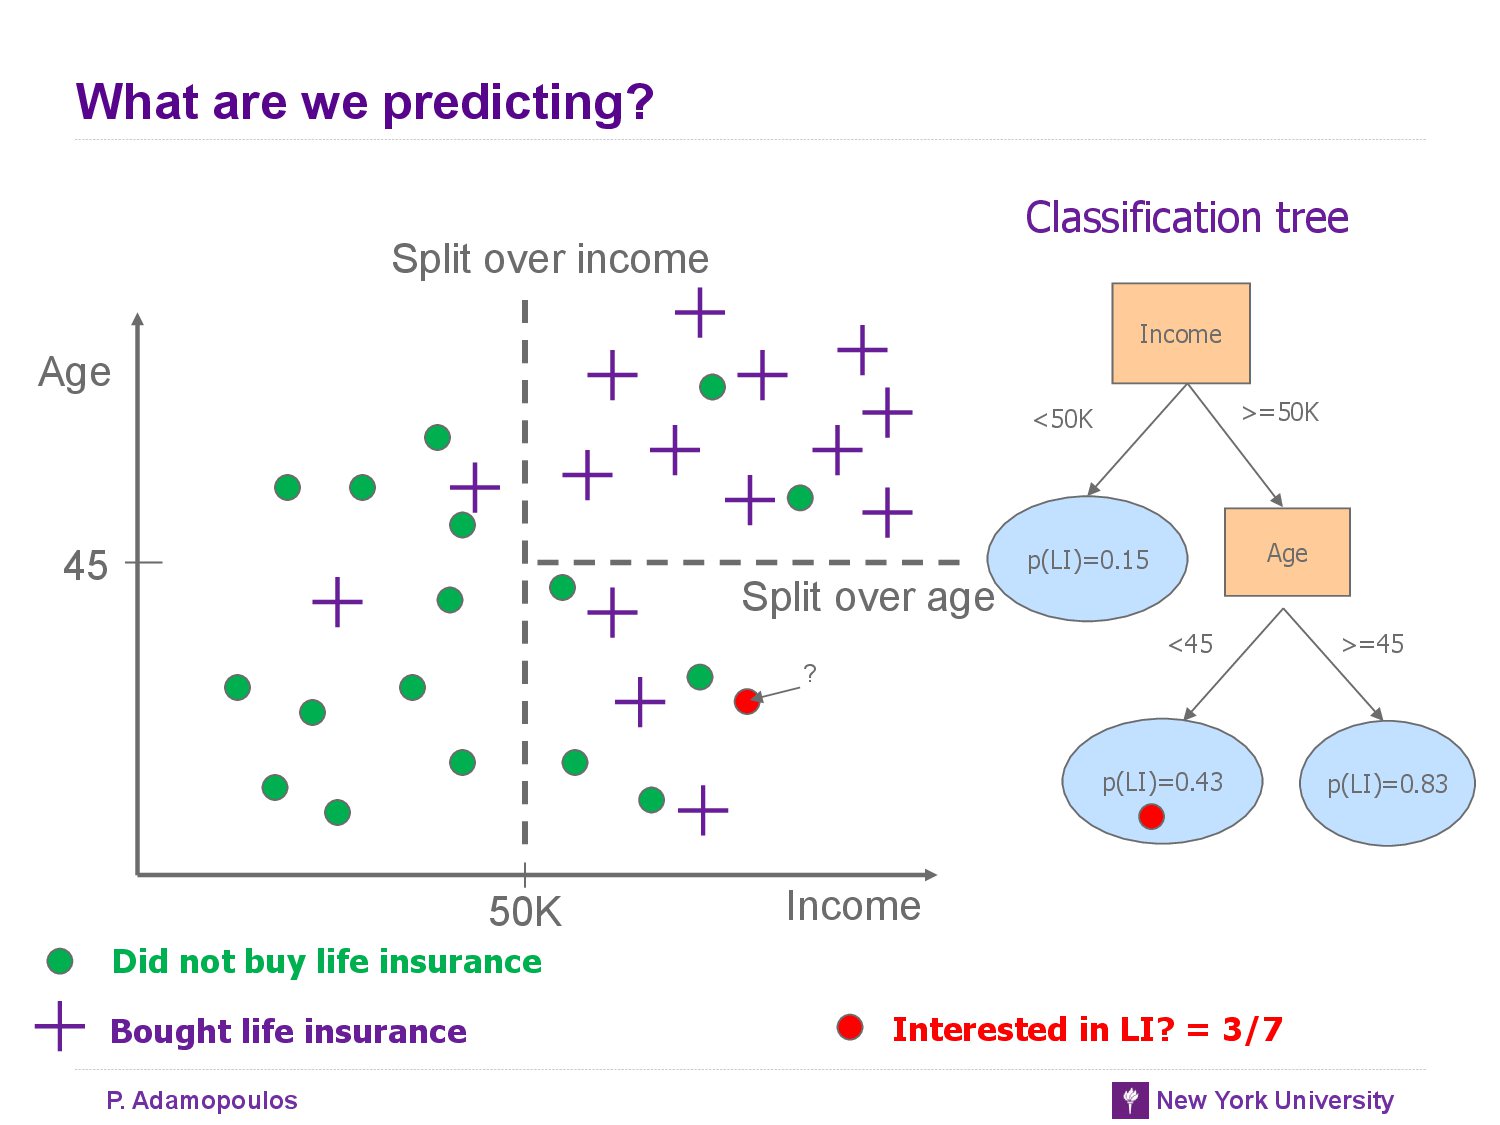 What are we predicting?
Classification tree
Split over income
Income
Age
<50K
>=50K
p(LI)=0.15
Age
45
Split over age
<45
>=45
?
p(LI)=0.43
p(LI)=0.83
50K
Income
Did not buy life insurance
Bought life insurance
Interested in LI? = 3/7
P. Adamopoulos
New York University